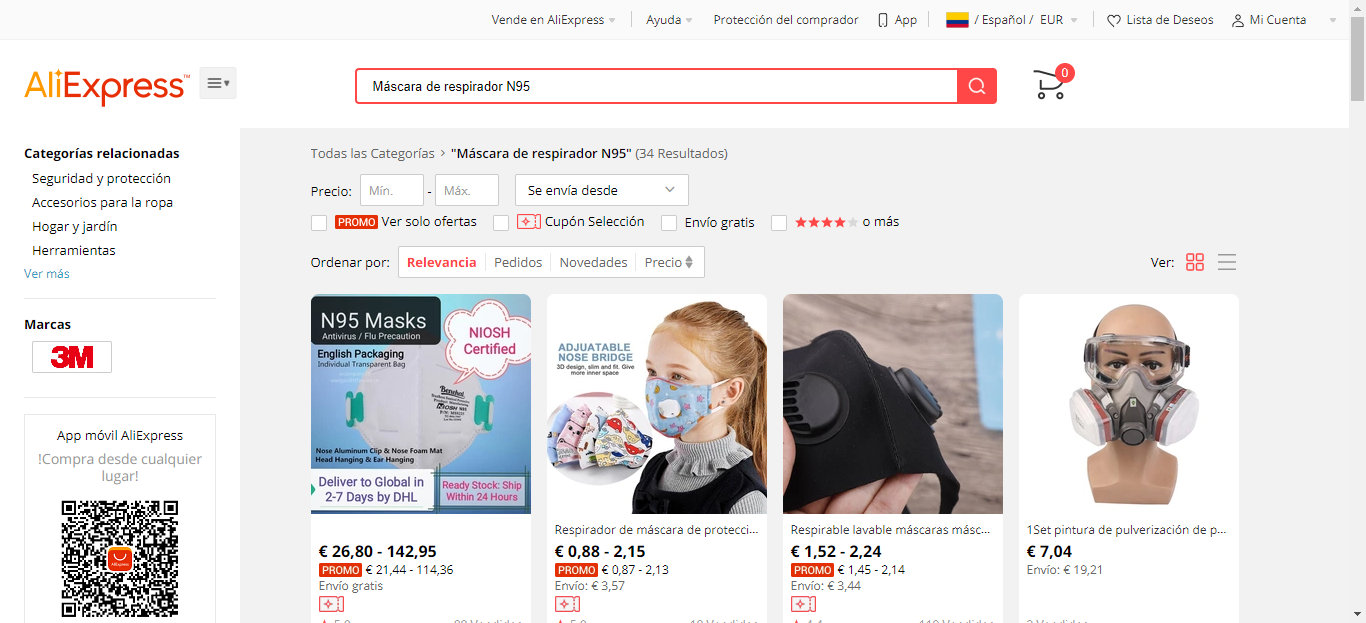 Vende en AliExpress
Ayuda
Protección del comprador
App
/ Español / EUR
Lista de Deseos
Mi Cuenta
AliExpress™
Máscara de respirador N95
0
Categorías relacionadas
Seguridad y protección
Accesorios para la ropa
Hogar y jardín
Herramientas
Ver más
Marcas
3M
App móvil AliExpress
!Compra desde cualquier
lugar!
Todas las Categorías > "Máscara de respirador N95" (34 Resultados)
Precio: Mín. - Máx. Se envía desde
PROMO Ver solo ofertas Cupón Selección Envío gratis o más
Ordenar por: Relevancia Pedidos Novedades Precio
Ver:
N95 Masks
Antivirus / Flu Precaution
NIOSH
Certified
English Packaging
Individual Transparent Bag
Benehal
NIOSH N95
Nose Aluminum Clip & Nose Foam Mat
Head Hanging & Ear Hanging
Deliver to Global in
2-7 Days by DHL
Ready Stock: Ship
Within 24 Hours
€ 26,80 - 142,95
PROMO € 21,44 - 114,36
Envío gratis
ADJUATABLE
NOSE BRIDGE
3D design, slim and fit. Give
more inner space
Respirador de máscara de protecci...
€ 0,88 - 2,15
PROMO € 0,87 - 2,13
Envío: € 3,57
Respirable lavable máscaras másc...
€ 1,52 - 2,24
PROMO € 1,45 - 2,14
Envío: € 3,44
1Set pintura de pulverización de p...
€ 7,04
Envío: € 19,21